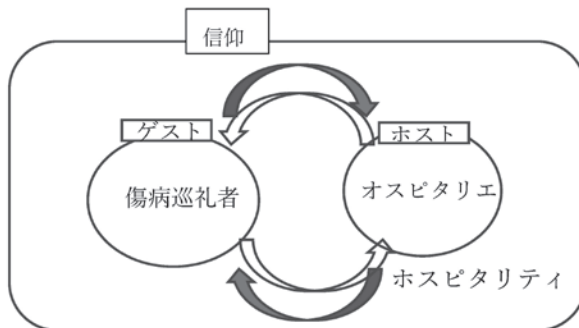 信仰
ゲスト
ホスト
傷病巡礼者
オスピタリエ
ホスピタリティ